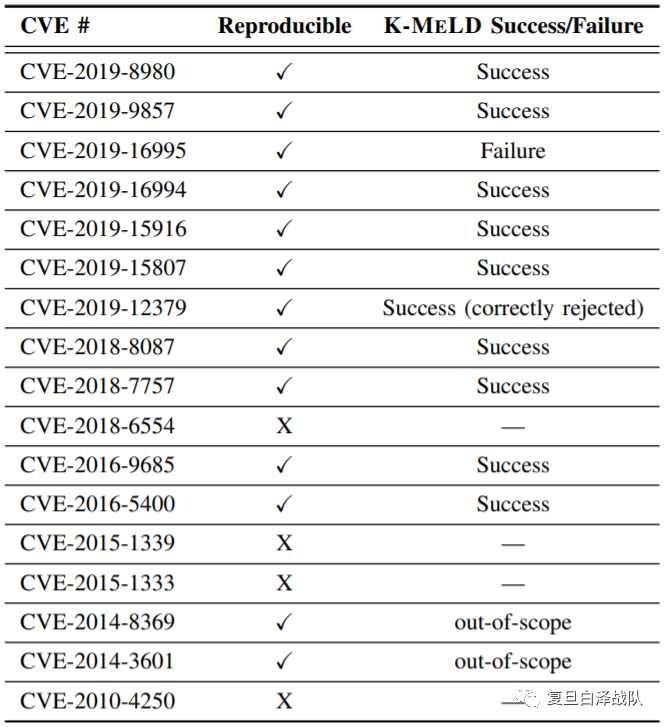 CVE # Reproducible K-MELD Success/Failure
CVE-2019-8980 ✓ Success
CVE-2019-9857 ✓ Success
CVE-2019-16995 ✓ Failure
CVE-2019-16994 ✓ Success
CVE-2019-15916 ✓ Success
CVE-2019-15807 ✓ Success
CVE-2019-12379 ✓ Success (correctly rejected)
CVE-2018-8087 ✓ Success
CVE-2018-7757 ✓ Success
CVE-2018-6554 X —
CVE-2016-9685 ✓ Success
CVE-2016-5400 ✓ Success
CVE-2015-1339 X —
CVE-2015-1333 X —
CVE-2014-8369 ✓ out-of-scope
CVE-2014-3601 ✓ out-of-scope
CVE-2010-4250 X —
复旦白泽战队